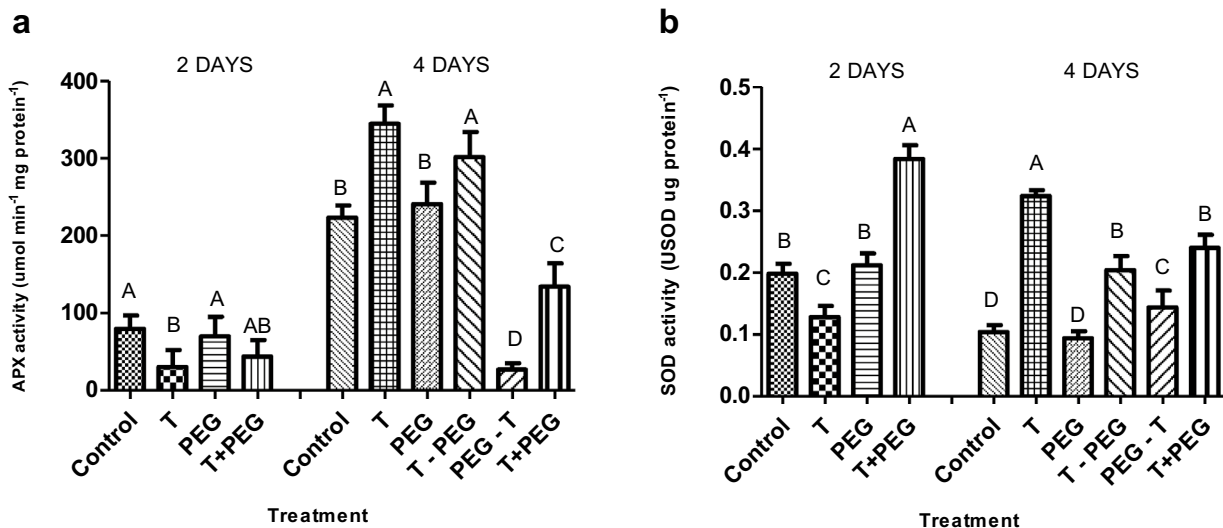 a
2 DAYS
4 DAYS
APX activity (umol min⁻¹ mg protein⁻¹)
400
300
200
100
0
A
B
A
AB
B
A
B
A
D
C
Control
T
PEG
T+PEG
Control
T
PEG
T - PEG
PEG - T
T+PEG
Treatment
b
2 DAYS
4 DAYS
SOD activity (USOD ug protein⁻¹)
0.5
0.4
0.3
0.2
0.1
0.0
B
C
B
A
D
A
D
B
C
B
Control
T
PEG
T+PEG
Control
T
PEG
T - PEG
PEG - T
T+PEG
Treatment